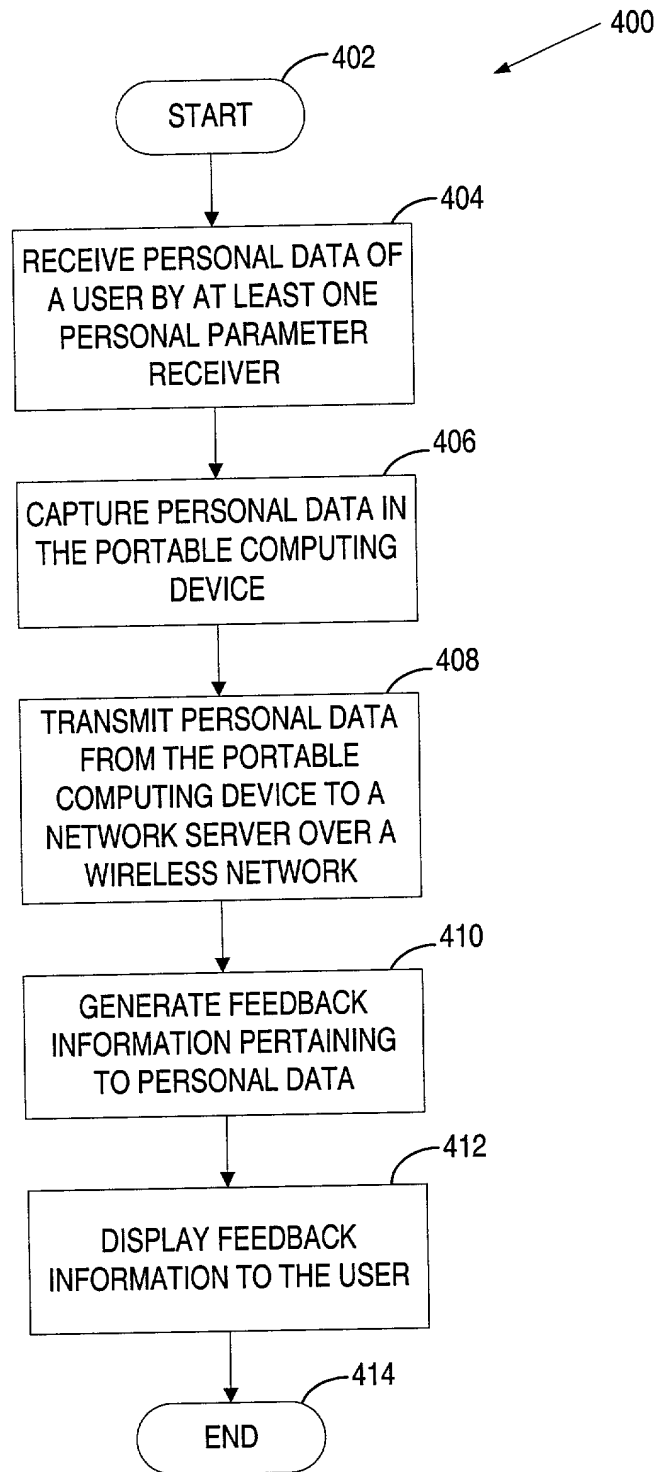 400
402
START
404
RECEIVE PERSONAL DATA OF
A USER BY AT LEAST ONE
PERSONAL PARAMETER
RECEIVER
406
CAPTURE PERSONAL DATA IN
THE PORTABLE COMPUTING
DEVICE
408
TRANSMIT PERSONAL DATA
FROM THE PORTABLE
COMPUTING DEVICE TO A
NETWORK SERVER OVER A
WIRELESS NETWORK
410
GENERATE FEEDBACK
INFORMATION PERTAINING
TO PERSONAL DATA
412
DISPLAY FEEDBACK
INFORMATION TO THE USER
414
END